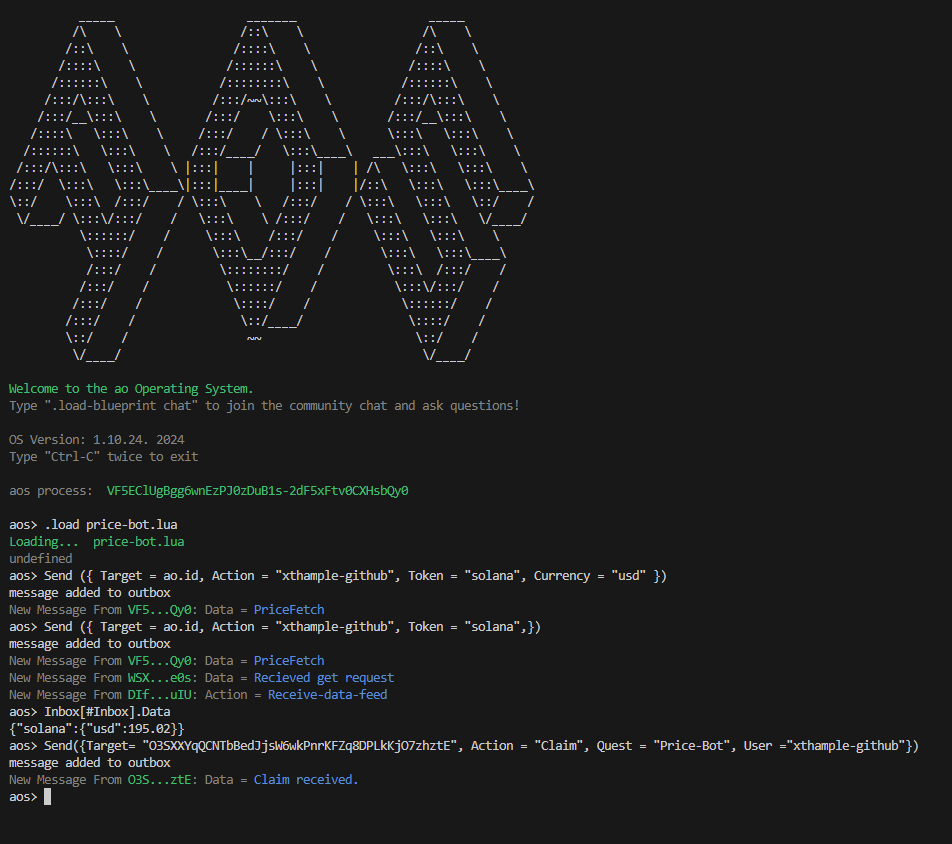 Welcome to the ao Operating System.
Type ".load-blueprint chat" to join the community chat and ask questions!
OS Version: 1.10.24. 2024
Type "Ctrl-C" twice to exit
aos process:  VF5EClUgBgg6wnEzPJ0zDuB1s-2dF5xFtv0CXHsbQy0
aos> .load price-bot.lua
Loading...  price-bot.lua
undefined
aos> Send ({ Target = ao.id, Action = "xthample-github", Token = "solana", Currency = "usd" })
message added to outbox
New Message From VF5...Qy0: Data = PriceFetch
aos> Send ({ Target = ao.id, Action = "xthample-github", Token = "solana",})
message added to outbox
New Message From VF5...Qy0: Data = PriceFetch
New Message From WSX...e0s: Data = Recieved get request
New Message From DIf...uIU: Action = Receive-data-feed
aos> Inbox[#Inbox].Data
{"solana":{"usd":195.02}}
aos> Send({Target= "O3SXXYqQCNTbBedJjsW6wkPnrKFZq8DPLkKjO7zhztE", Action = "Claim", Quest = "Price-Bot", User ="xthample-github"})
message added to outbox
New Message From O3S...ztE: Data = Claim received.
aos>